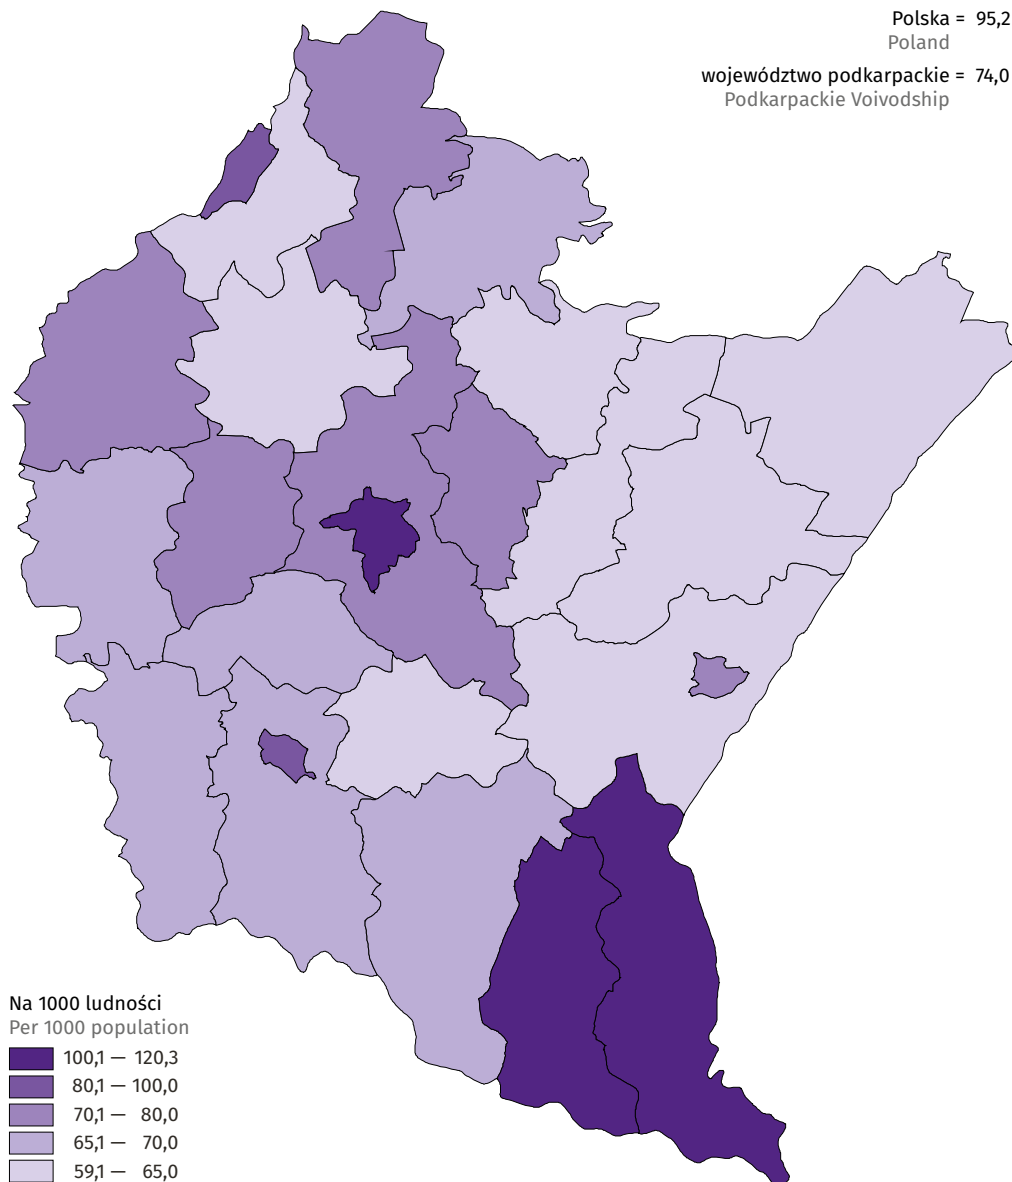 Polska = 95,2
Poland
województwo podkarpackie = 74,0
Podkarpackie Voivodship
Na 1000 ludności
Per 1000 population
100,1 — 120,3
80,1 — 100,0
70,1 — 80,0
65,1 — 70,0
59,1 — 65,0